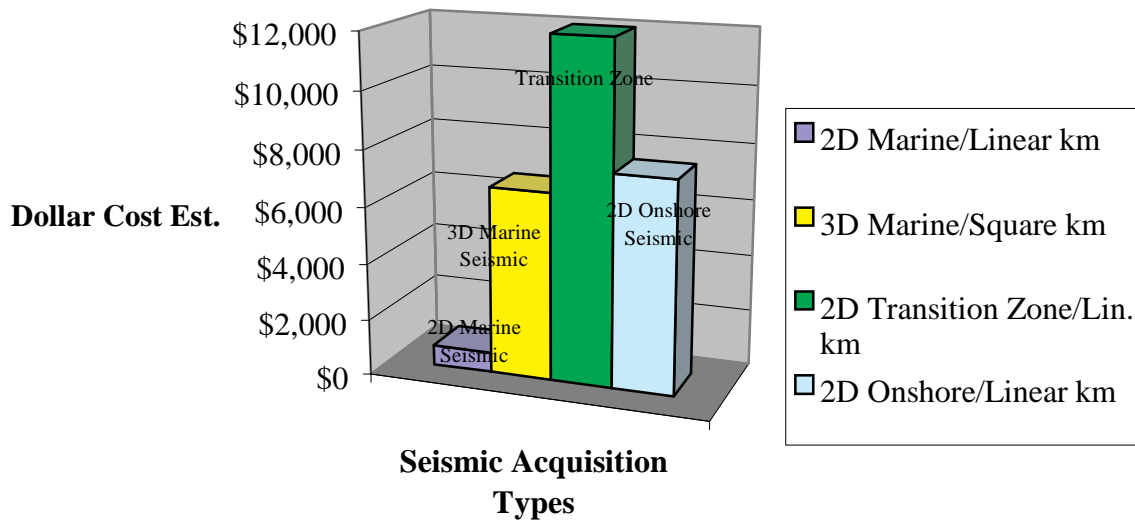 $12,000
$10,000
$8,000
$6,000
$4,000
$2,000
$0
Dollar Cost Est.
Transition Zone
2D Onshore
Seismic
3D Marine
Seismic
2D Marine
Seismic
Seismic Acquisition
Types
2D Marine/Linear km
3D Marine/Square km
2D Transition Zone/Lin.
km
2D Onshore/Linear km